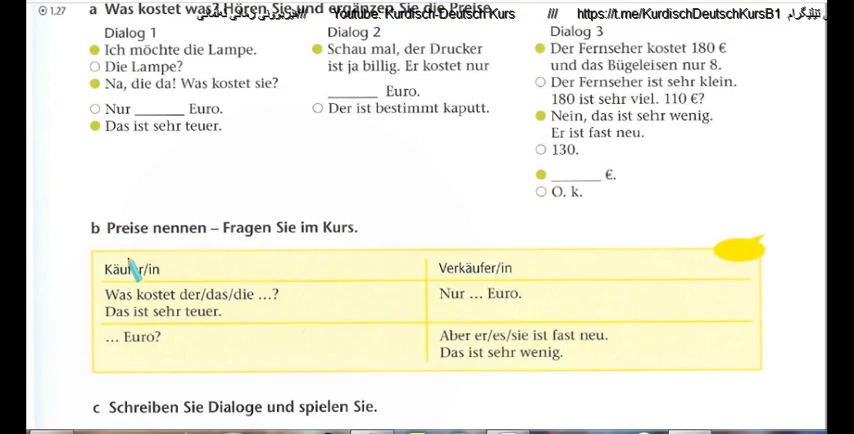 1.27
a Was kostet was? Hören Sie und ergänzen Sie die Preise
Youtube: Kurdisch-Deutsch Kurs /// https://t.me/KurdischDeutschKursB1
Dialog 1
Ich möchte die Lampe.
Die Lampe?
Na, die da! Was kostet sie?
Nur _______ Euro.
Das ist sehr teuer.
Dialog 2
Schau mal, der Drucker
ist ja billig. Er kostet nur
_______ Euro.
Der ist bestimmt kaputt.
Dialog 3
Der Fernseher kostet 180 €
und das Bügeleisen nur 8.
Der Fernseher ist sehr klein.
180 ist sehr viel. 110 €?
Nein, das ist sehr wenig.
Er ist fast neu.
130.
_______ €.
O. k.
b Preise nennen – Fragen Sie im Kurs.
Käufer/in
Verkäufer/in
Was kostet der/das/die …?
Das ist sehr teuer.
Nur … Euro.
… Euro?
Aber er/es/sie ist fast neu.
Das ist sehr wenig.
c Schreiben Sie Dialoge und spielen Sie.